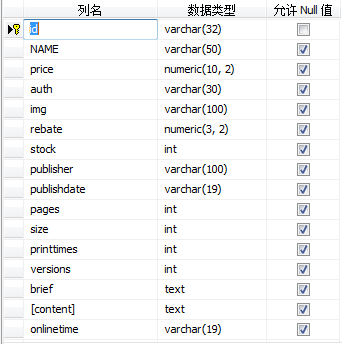 列名 数据类型 允许 Null 值
id varchar(32)
NAME varchar(50)
price numeric(10, 2)
auth varchar(30)
img varchar(100)
rebate numeric(3, 2)
stock int
publisher varchar(100)
publishdate varchar(19)
pages int
size int
printtimes int
versions int
brief text
[content] text
onlinetime varchar(19)